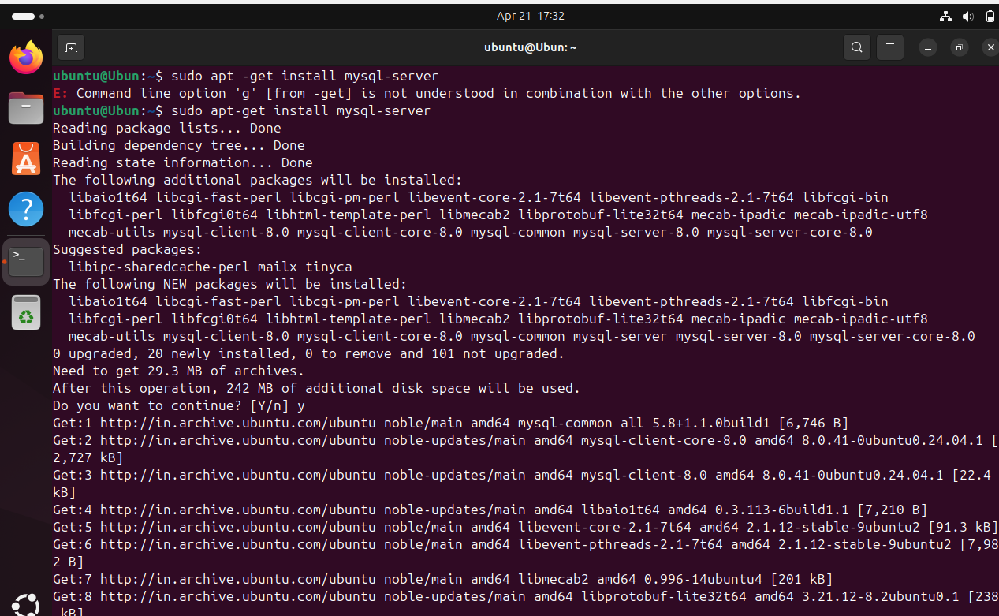 Apr 21 17:32
ubuntu@Ubun: ~
ubuntu@Ubun:~$ sudo apt -get install mysql-server
E: Command line option 'g' [from -get] is not understood in combination with the other options.
ubuntu@Ubun:~$ sudo apt-get install mysql-server
Reading package lists... Done
Building dependency tree... Done
Reading state information... Done
The following additional packages will be installed:
  libaio1t64 libcgi-fast-perl libcgi-pm-perl libevent-core-2.1-7t64 libevent-pthreads-2.1-7t64 libfcgi-bin
  libfcgi-perl libfcgi0t64 libhtml-template-perl libmecab2 libprotobuf-lite32t64 mecab-ipadic mecab-ipadic-utf8
  mecab-utils mysql-client-8.0 mysql-client-core-8.0 mysql-common mysql-server-8.0 mysql-server-core-8.0
Suggested packages:
  libipc-sharedcache-perl mailx tinyca
The following NEW packages will be installed:
  libaio1t64 libcgi-fast-perl libcgi-pm-perl libevent-core-2.1-7t64 libevent-pthreads-2.1-7t64 libfcgi-bin
  libfcgi-perl libfcgi0t64 libhtml-template-perl libmecab2 libprotobuf-lite32t64 mecab-ipadic mecab-ipadic-utf8
  mecab-utils mysql-client-8.0 mysql-client-core-8.0 mysql-common mysql-server mysql-server-8.0 mysql-server-core-8.0
0 upgraded, 20 newly installed, 0 to remove and 101 not upgraded.
Need to get 29.3 MB of archives.
After this operation, 242 MB of additional disk space will be used.
Do you want to continue? [Y/n] y
Get:1 http://in.archive.ubuntu.com/ubuntu noble/main amd64 mysql-common all 5.8+1.1.0build1 [6,746 B]
Get:2 http://in.archive.ubuntu.com/ubuntu noble-updates/main amd64 mysql-client-core-8.0 amd64 8.0.41-0ubuntu0.24.04.1 [
2,727 kB]
Get:3 http://in.archive.ubuntu.com/ubuntu noble-updates/main amd64 mysql-client-8.0 amd64 8.0.41-0ubuntu0.24.04.1 [22.4
kB]
Get:4 http://in.archive.ubuntu.com/ubuntu noble-updates/main amd64 libaio1t64 amd64 0.3.113-6build1.1 [7,210 B]
Get:5 http://in.archive.ubuntu.com/ubuntu noble/main amd64 libevent-core-2.1-7t64 amd64 2.1.12-stable-9ubuntu2 [91.3 kB]
Get:6 http://in.archive.ubuntu.com/ubuntu noble/main amd64 libevent-pthreads-2.1-7t64 amd64 2.1.12-stable-9ubuntu2 [7,98
2 B]
Get:7 http://in.archive.ubuntu.com/ubuntu noble/main amd64 libmecab2 amd64 0.996-14ubuntu4 [201 kB]
Get:8 http://in.archive.ubuntu.com/ubuntu noble-updates/main amd64 libprotobuf-lite32t64 amd64 3.21.12-8.2ubuntu0.1 [238
 kB]